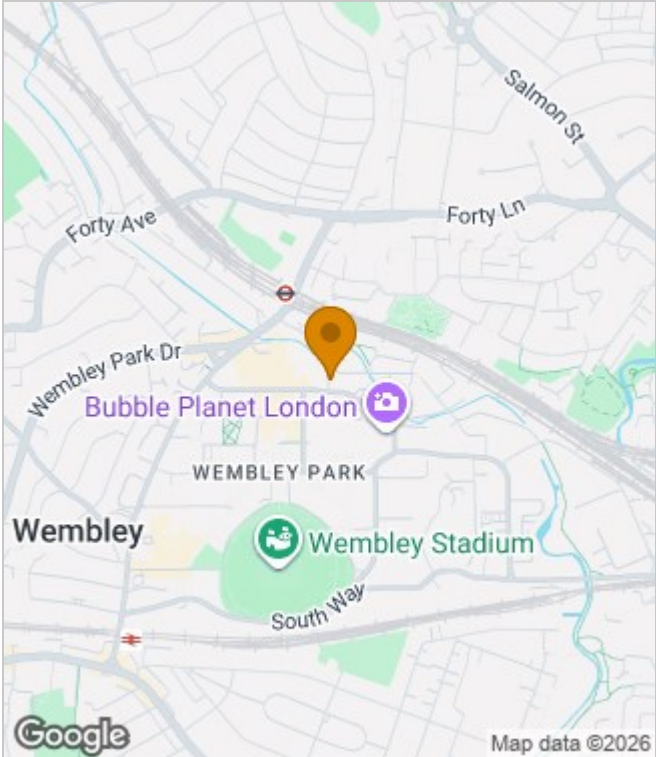 Salmon St
Forty Ave
Forty Ln
Wembley Park Dr
Bubble Planet London
WEMBLEY PARK
Wembley
Wembley Stadium
South Way
Google
Map data ©2026